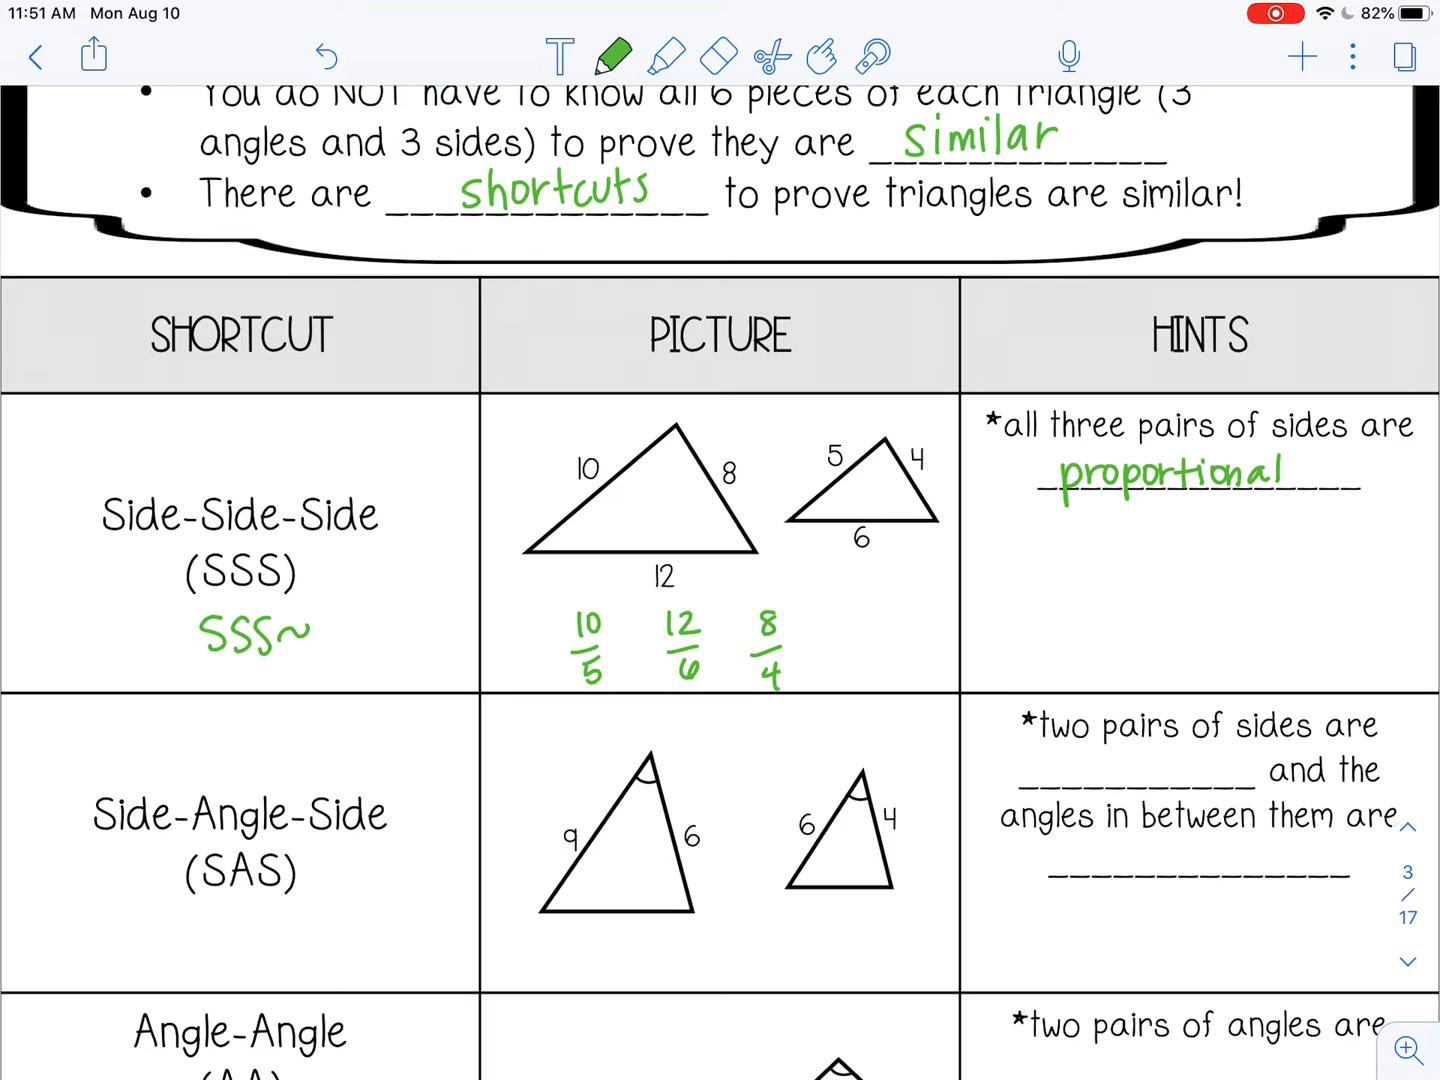 11:51 AM Mon Aug 10
82%
• You do NOT have to know all 6 pieces of each triangle (3
angles and 3 sides) to prove they are similar
• There are shortcuts to prove triangles are similar!
SHORTCUT
PICTURE
HINTS
Side-Side-Side
(SSS)
SSS~
10
8
12
5
4
6
10/5 12/6 8/4
*all three pairs of sides are
proportional
Side-Angle-Side
(SAS)
9
6
6
4
*two pairs of sides are
____________ and the
angles in between them are
______________
3
/
17
Angle-Angle
(AA)
*two pairs of angles are